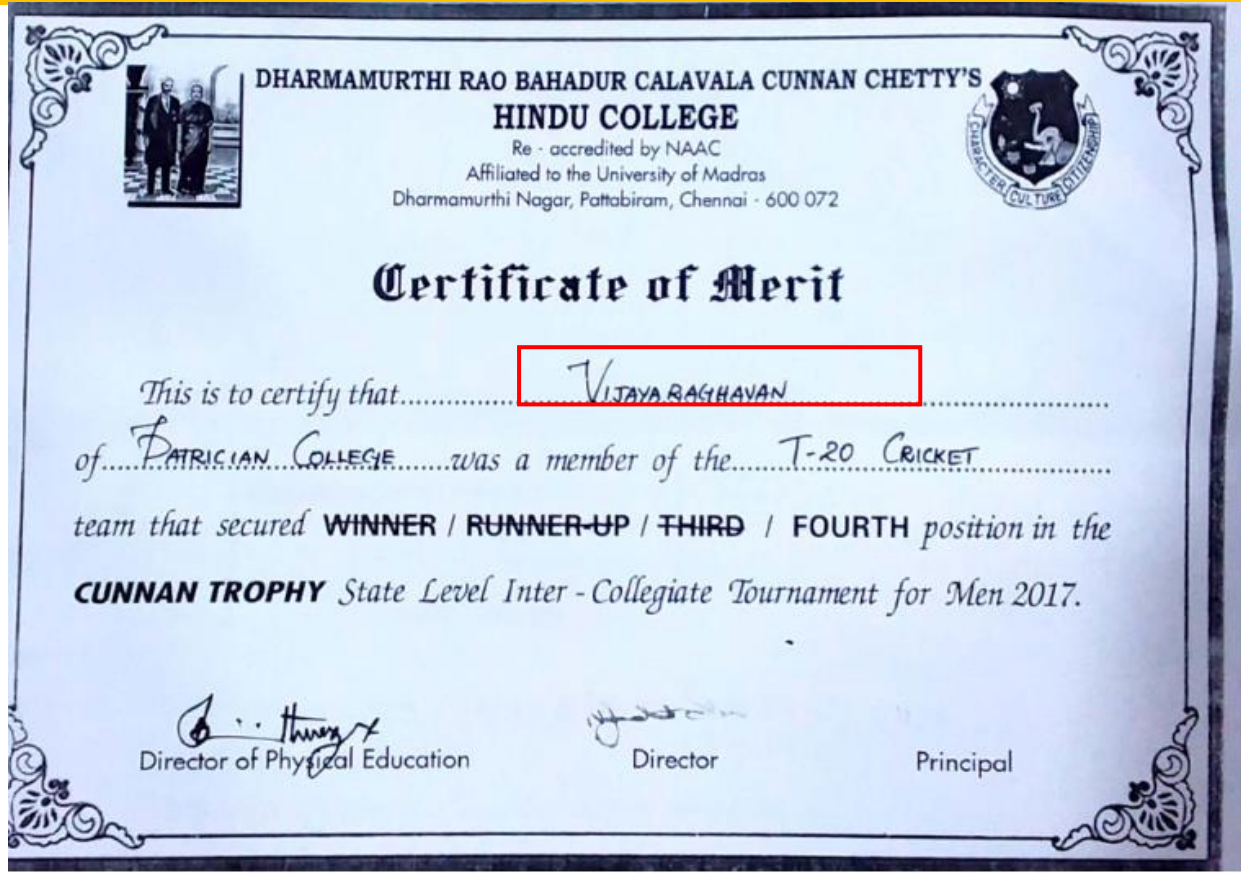 DHARMAMURTHI RAO BAHADUR CALAVALA CUNNAN CHETTY'S
HINDU COLLEGE
Re - accredited by NAAC
Affiliated to the University of Madras
Dharmamurthi Nagar, Pattabiram, Chennai - 600 072
CHARACTER CULTURE CITIZENSHIP
Certificate of Merit
This is to certify that VIJAYA RAGHAVAN
of PATRICIAN COLLEGE was a member of the T-20 CRICKET
team that secured WINNER / RUNNER-UP / THIRD / FOURTH position in the
CUNNAN TROPHY State Level Inter - Collegiate Tournament for Men 2017.
Director of Physical Education Director Principal